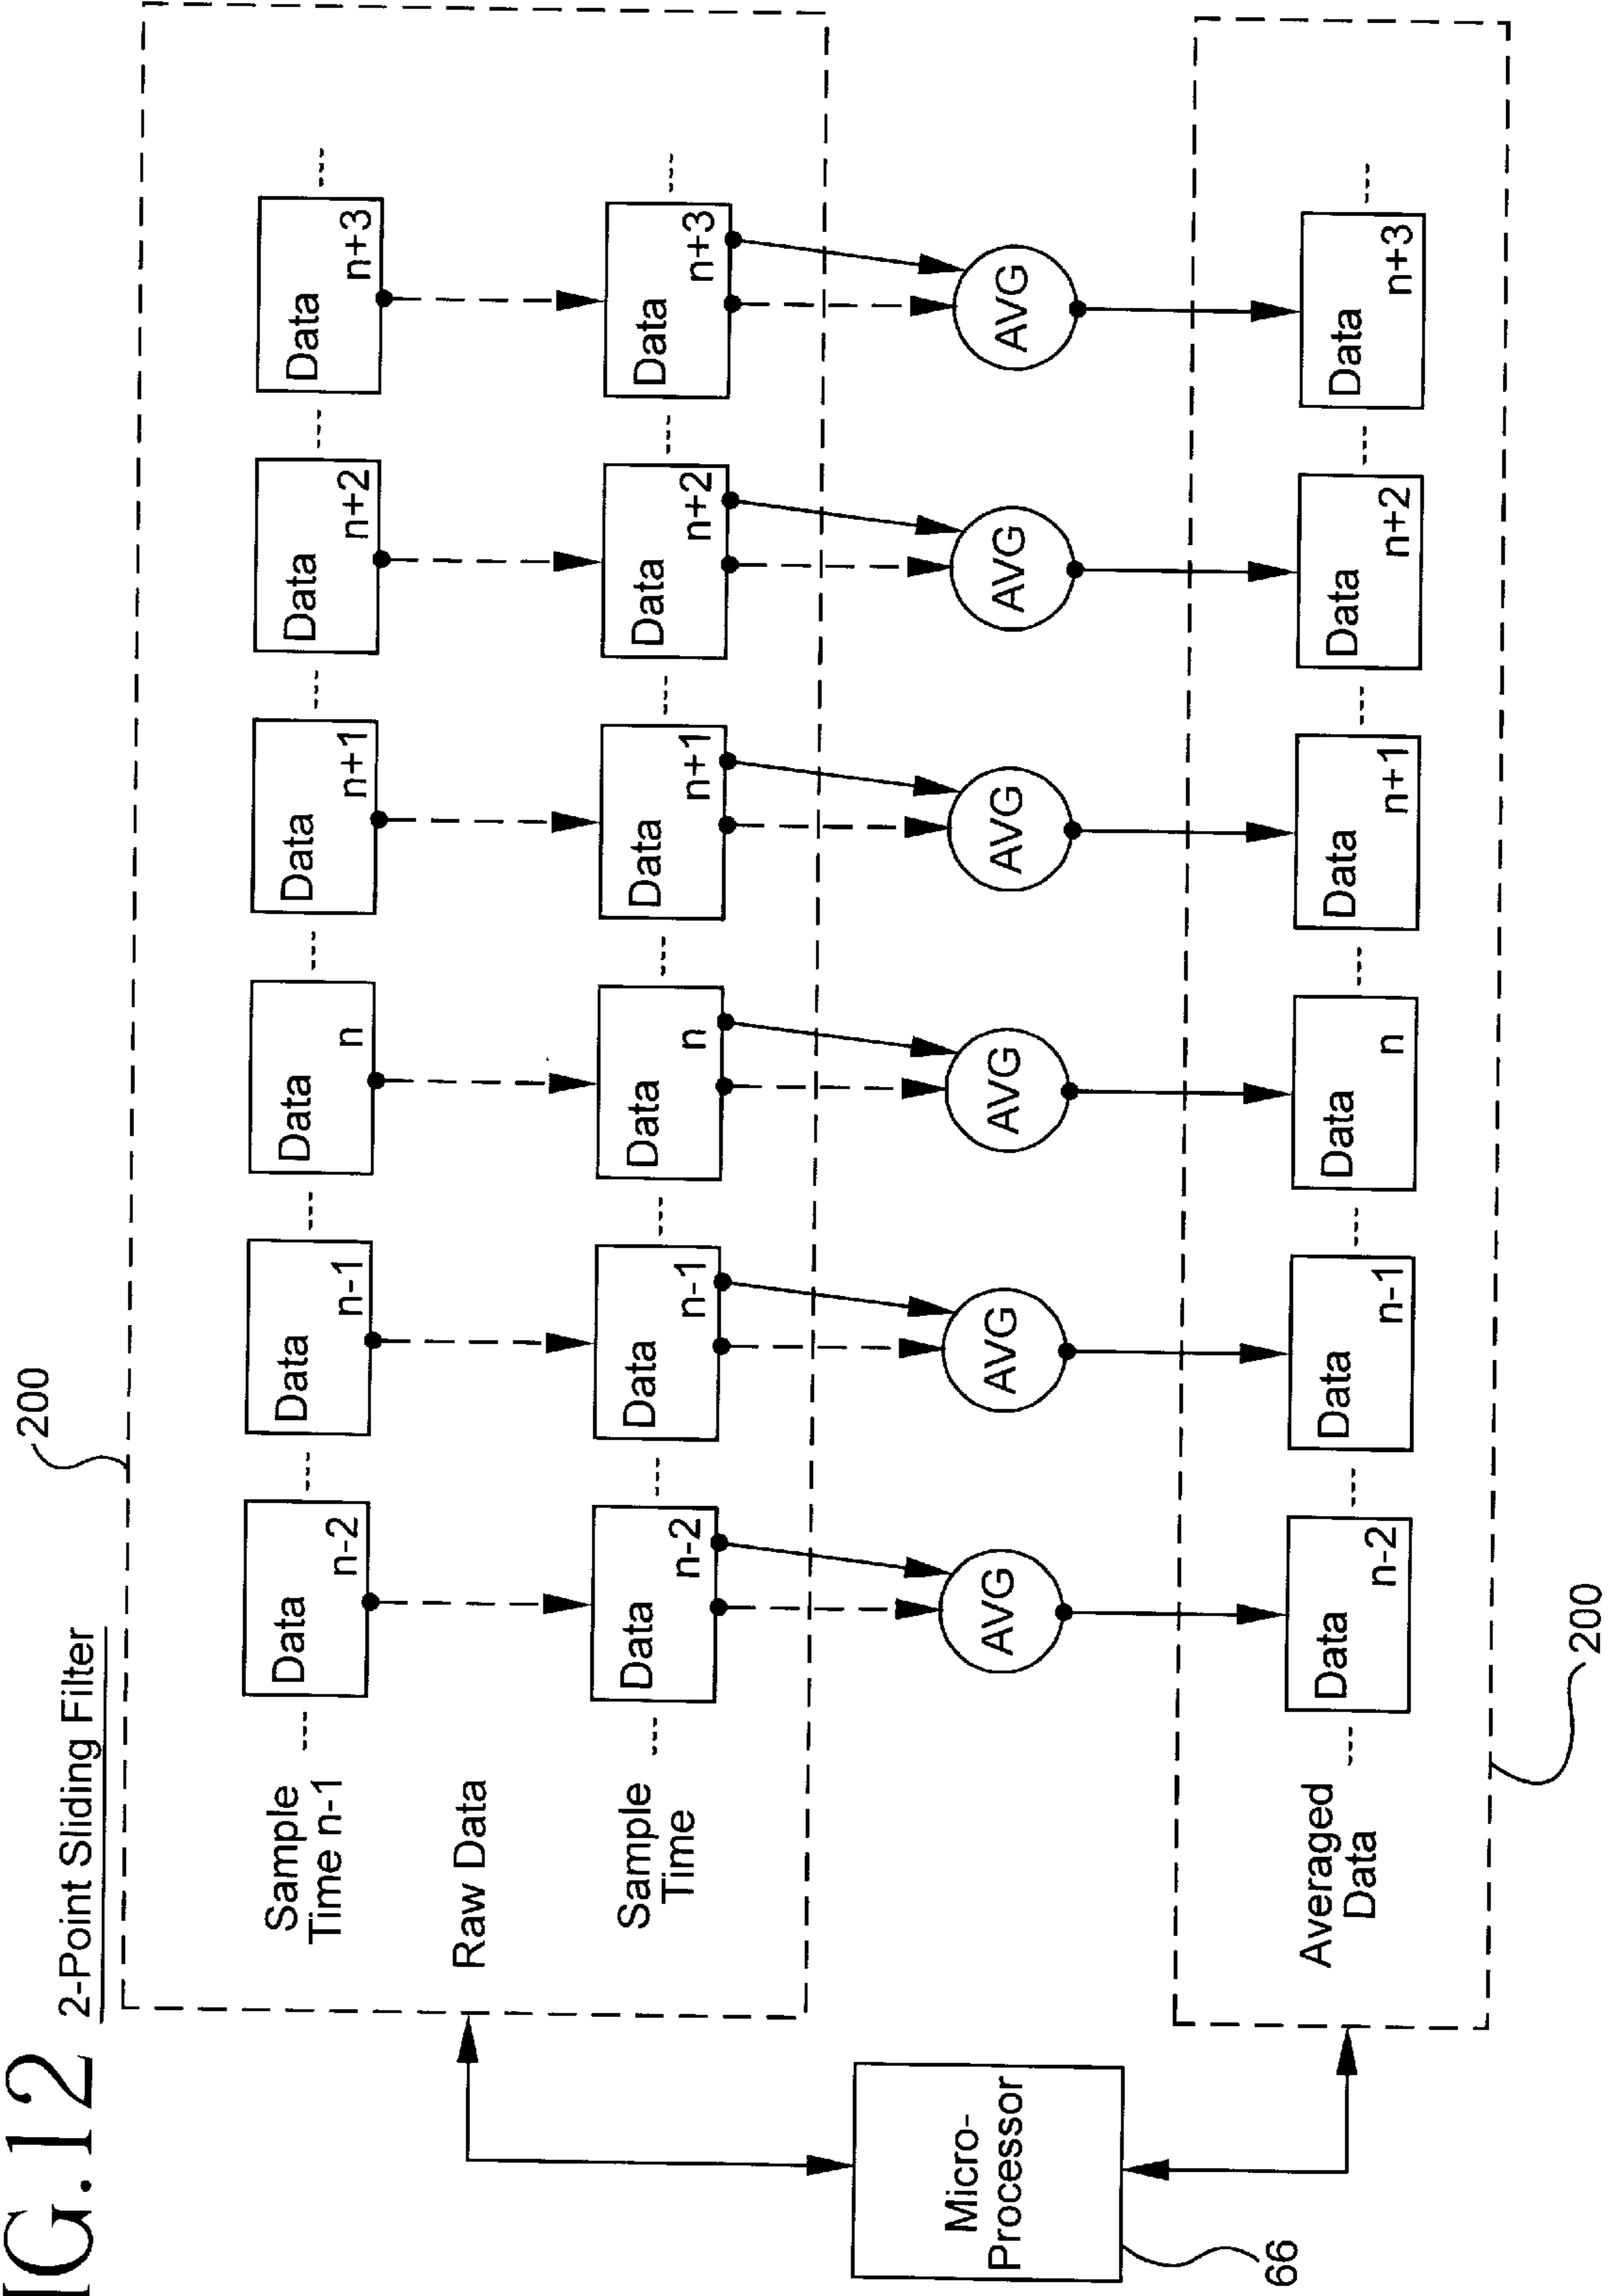 IG.12
2-Point Sliding Filter
200
Sample
Time n-1
Data n-2
Data n-1
Data n
Data n+1
Data n+2
Data n+3
Raw Data
Sample
Time
Data n-2
Data n-1
Data n
Data n+1
Data n+2
Data n+3
AVG
AVG
AVG
AVG
AVG
AVG
Micro-
Processor
66
Averaged
Data
Data n-2
Data n-1
Data n
Data n+1
Data n+2
Data n+3
200